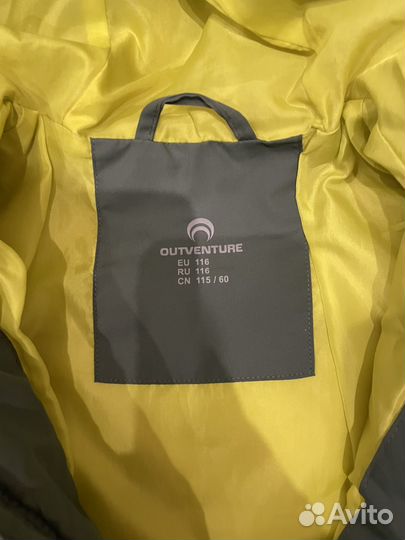 OUTVENTURE
EU 116
RU 116
CN 115 / 60
Avito